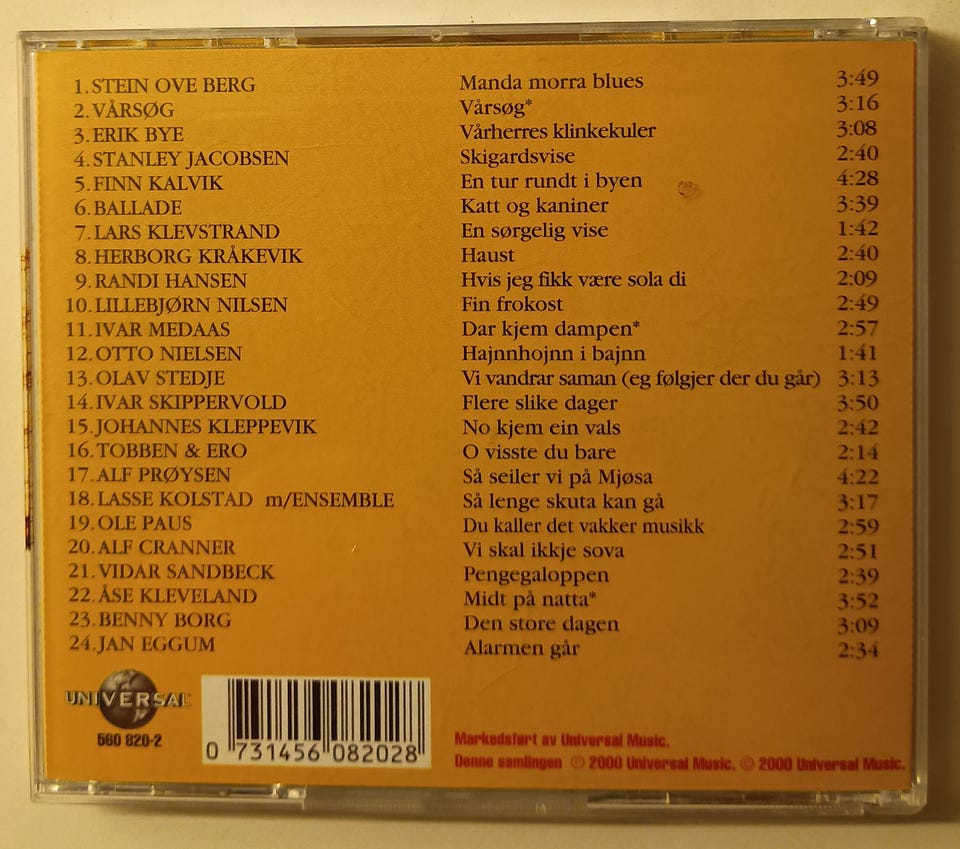 1. STEIN OVE BERG Manda morra blues 3:49
2. VÅRSØG Vårsøg* 3:16
3. ERIK BYE Vårherres klinkekuler 3:08
4. STANLEY JACOBSEN Skigardsvise 2:40
5. FINN KALVIK En tur rundt i byen 4:28
6. BALLADE Katt og kaniner 3:39
7. LARS KLEVSTRAND En sørgelig vise 1:42
8. HERBORG KRÅKEVIK Haust 2:40
9. RANDI HANSEN Hvis jeg fikk være sola di 2:09
10. LILLEBJØRN NILSEN Fin frokost 2:49
11. IVAR MEDAAS Dar kjem dampen* 2:57
12. OTTO NIELSEN Hajnnhojnn i bajnn 1:41
13. OLAV STEDJE Vi vandrar saman (eg følgjer der du går) 3:13
14. IVAR SKIPPERVOLD Flere slike dager 3:50
15. JOHANNES KLEPPEVIK No kjem ein vals 2:42
16. TOBBEN & ERO O visste du bare 2:14
17. ALF PRØYSEN Så seiler vi på Mjøsa 4:22
18. LASSE KOLSTAD m/ENSEMBLE Så lenge skuta kan gå 3:17
19. OLE PAUS Du kaller det vakker musikk 2:59
20. ALF CRANNER Vi skal ikkje sova 2:51
21. VIDAR SANDBECK Pengegaloppen 2:39
22. ÅSE KLEVELAND Midt på natta* 3:52
23. BENNY BORG Den store dagen 3:09
24. JAN EGGUM Alarmen går 2:34
UNIVERSAL
560 820-2
0 731456 082028
Markedsført av Universal Music.
Denne samlingen ℗ 2000 Universal Music. © 2000 Universal Music.